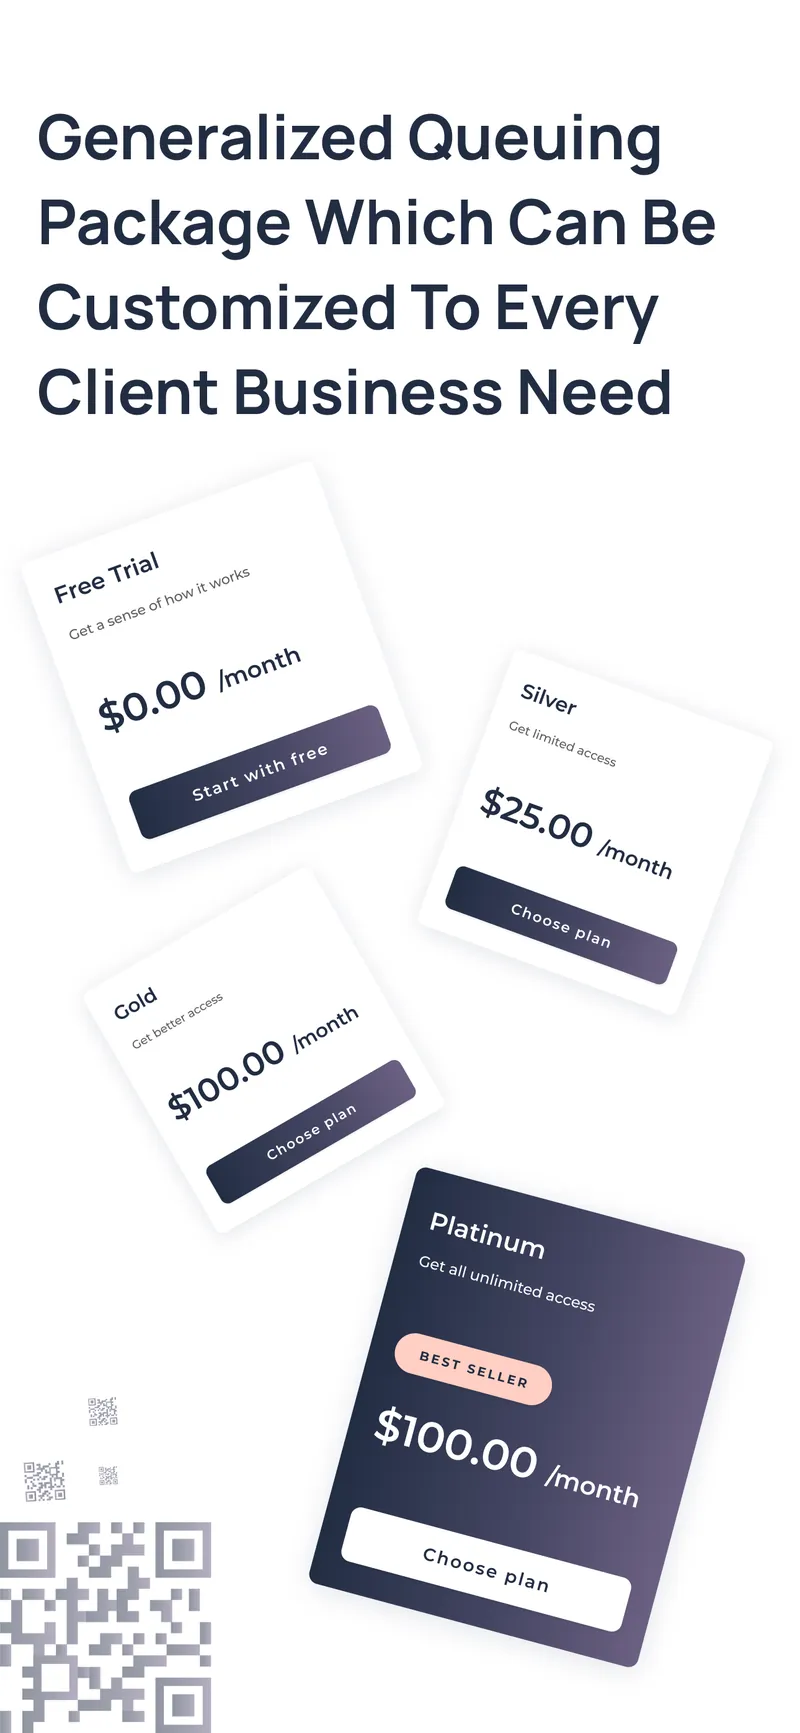 Generalized Queuing
Package Which Can Be
Customized To Every
Client Business Need
Free Trial
Get a sense of how it works
$0.00 /month
Start with free
Silver
Get limited access
$25.00 /month
Choose plan
Gold
Get better access
$100.00 /month
Choose plan
Platinum
Get all unlimited access
BEST SELLER
$100.00 /month
Choose plan